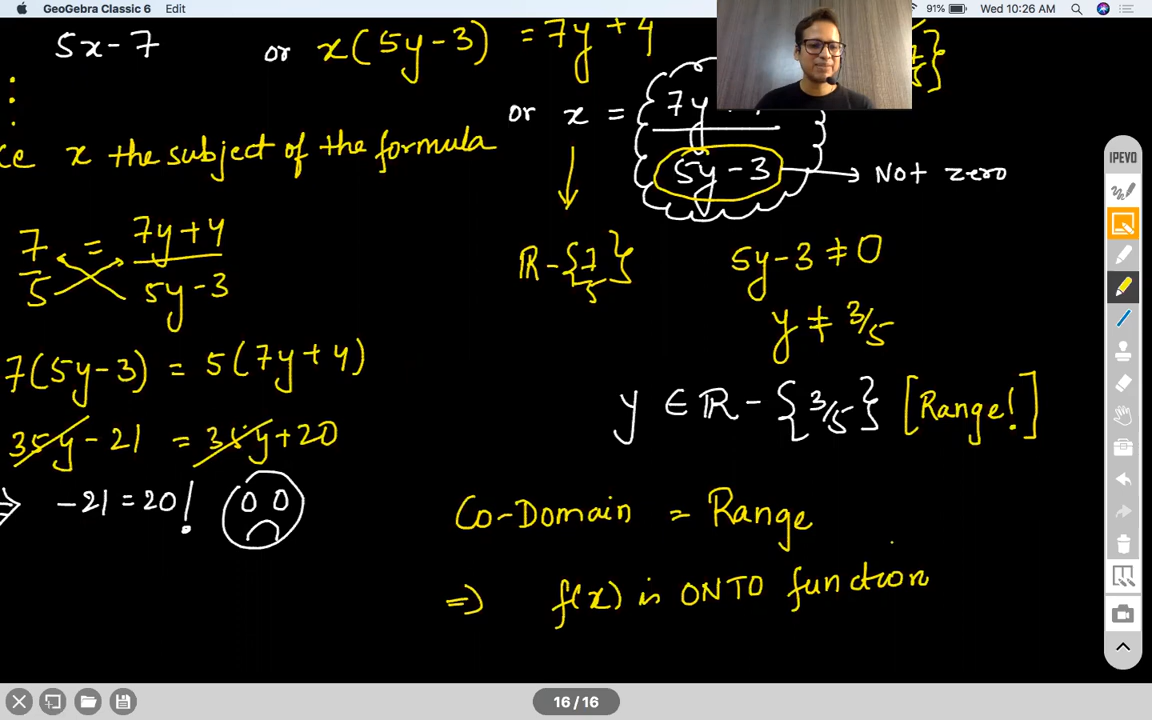 GeoGebra Classic 6 Edit 91% Wed 10:26 AM
5x-7
or x(5y-3) = 7y+4
or x = 7y
5y-3 → Not zero
x the subject of the formula
7/5 = 7y+4/5y-3
7(5y-3) = 5(7y+4)
35y-21 = 35y+20
⇒ -21=20!
R-{7/5}
5y-3≠0
y≠3/5
y ∈ R-{3/5} [Range!]
Co-Domain = Range
⇒ f(x) is ONTO function
IPEVO
16/16